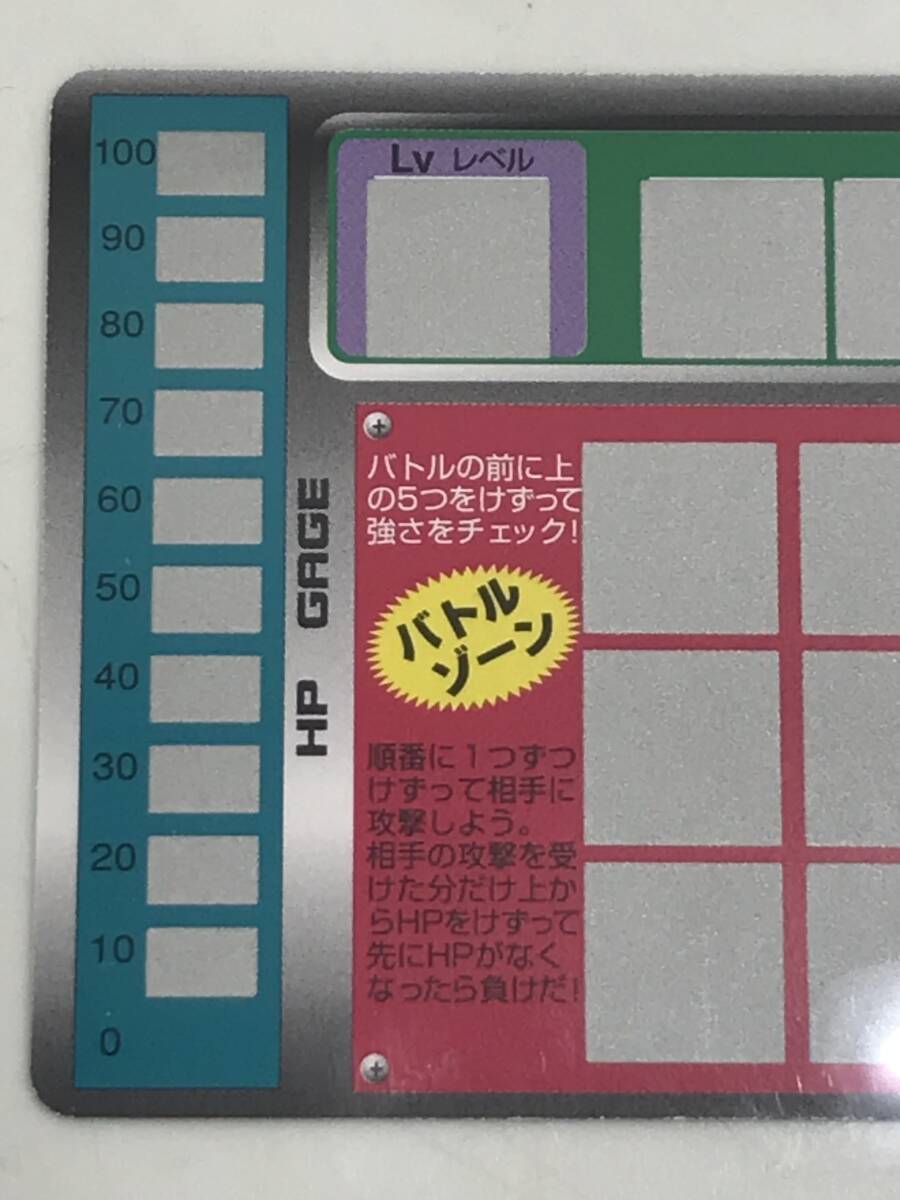 100
90
80
70
60
50
40
30
20
10
0
HP GAGE
Lv レベル
バトルの前に上
の5つをけずって
強さをチェック!
バトル
ゾーン
順番に1つずつ
けずって相手に
攻撃しよう。
相手の攻撃を受
けた分だけ上か
らHPをけずって
先にHPがなく
なったら負けだ!